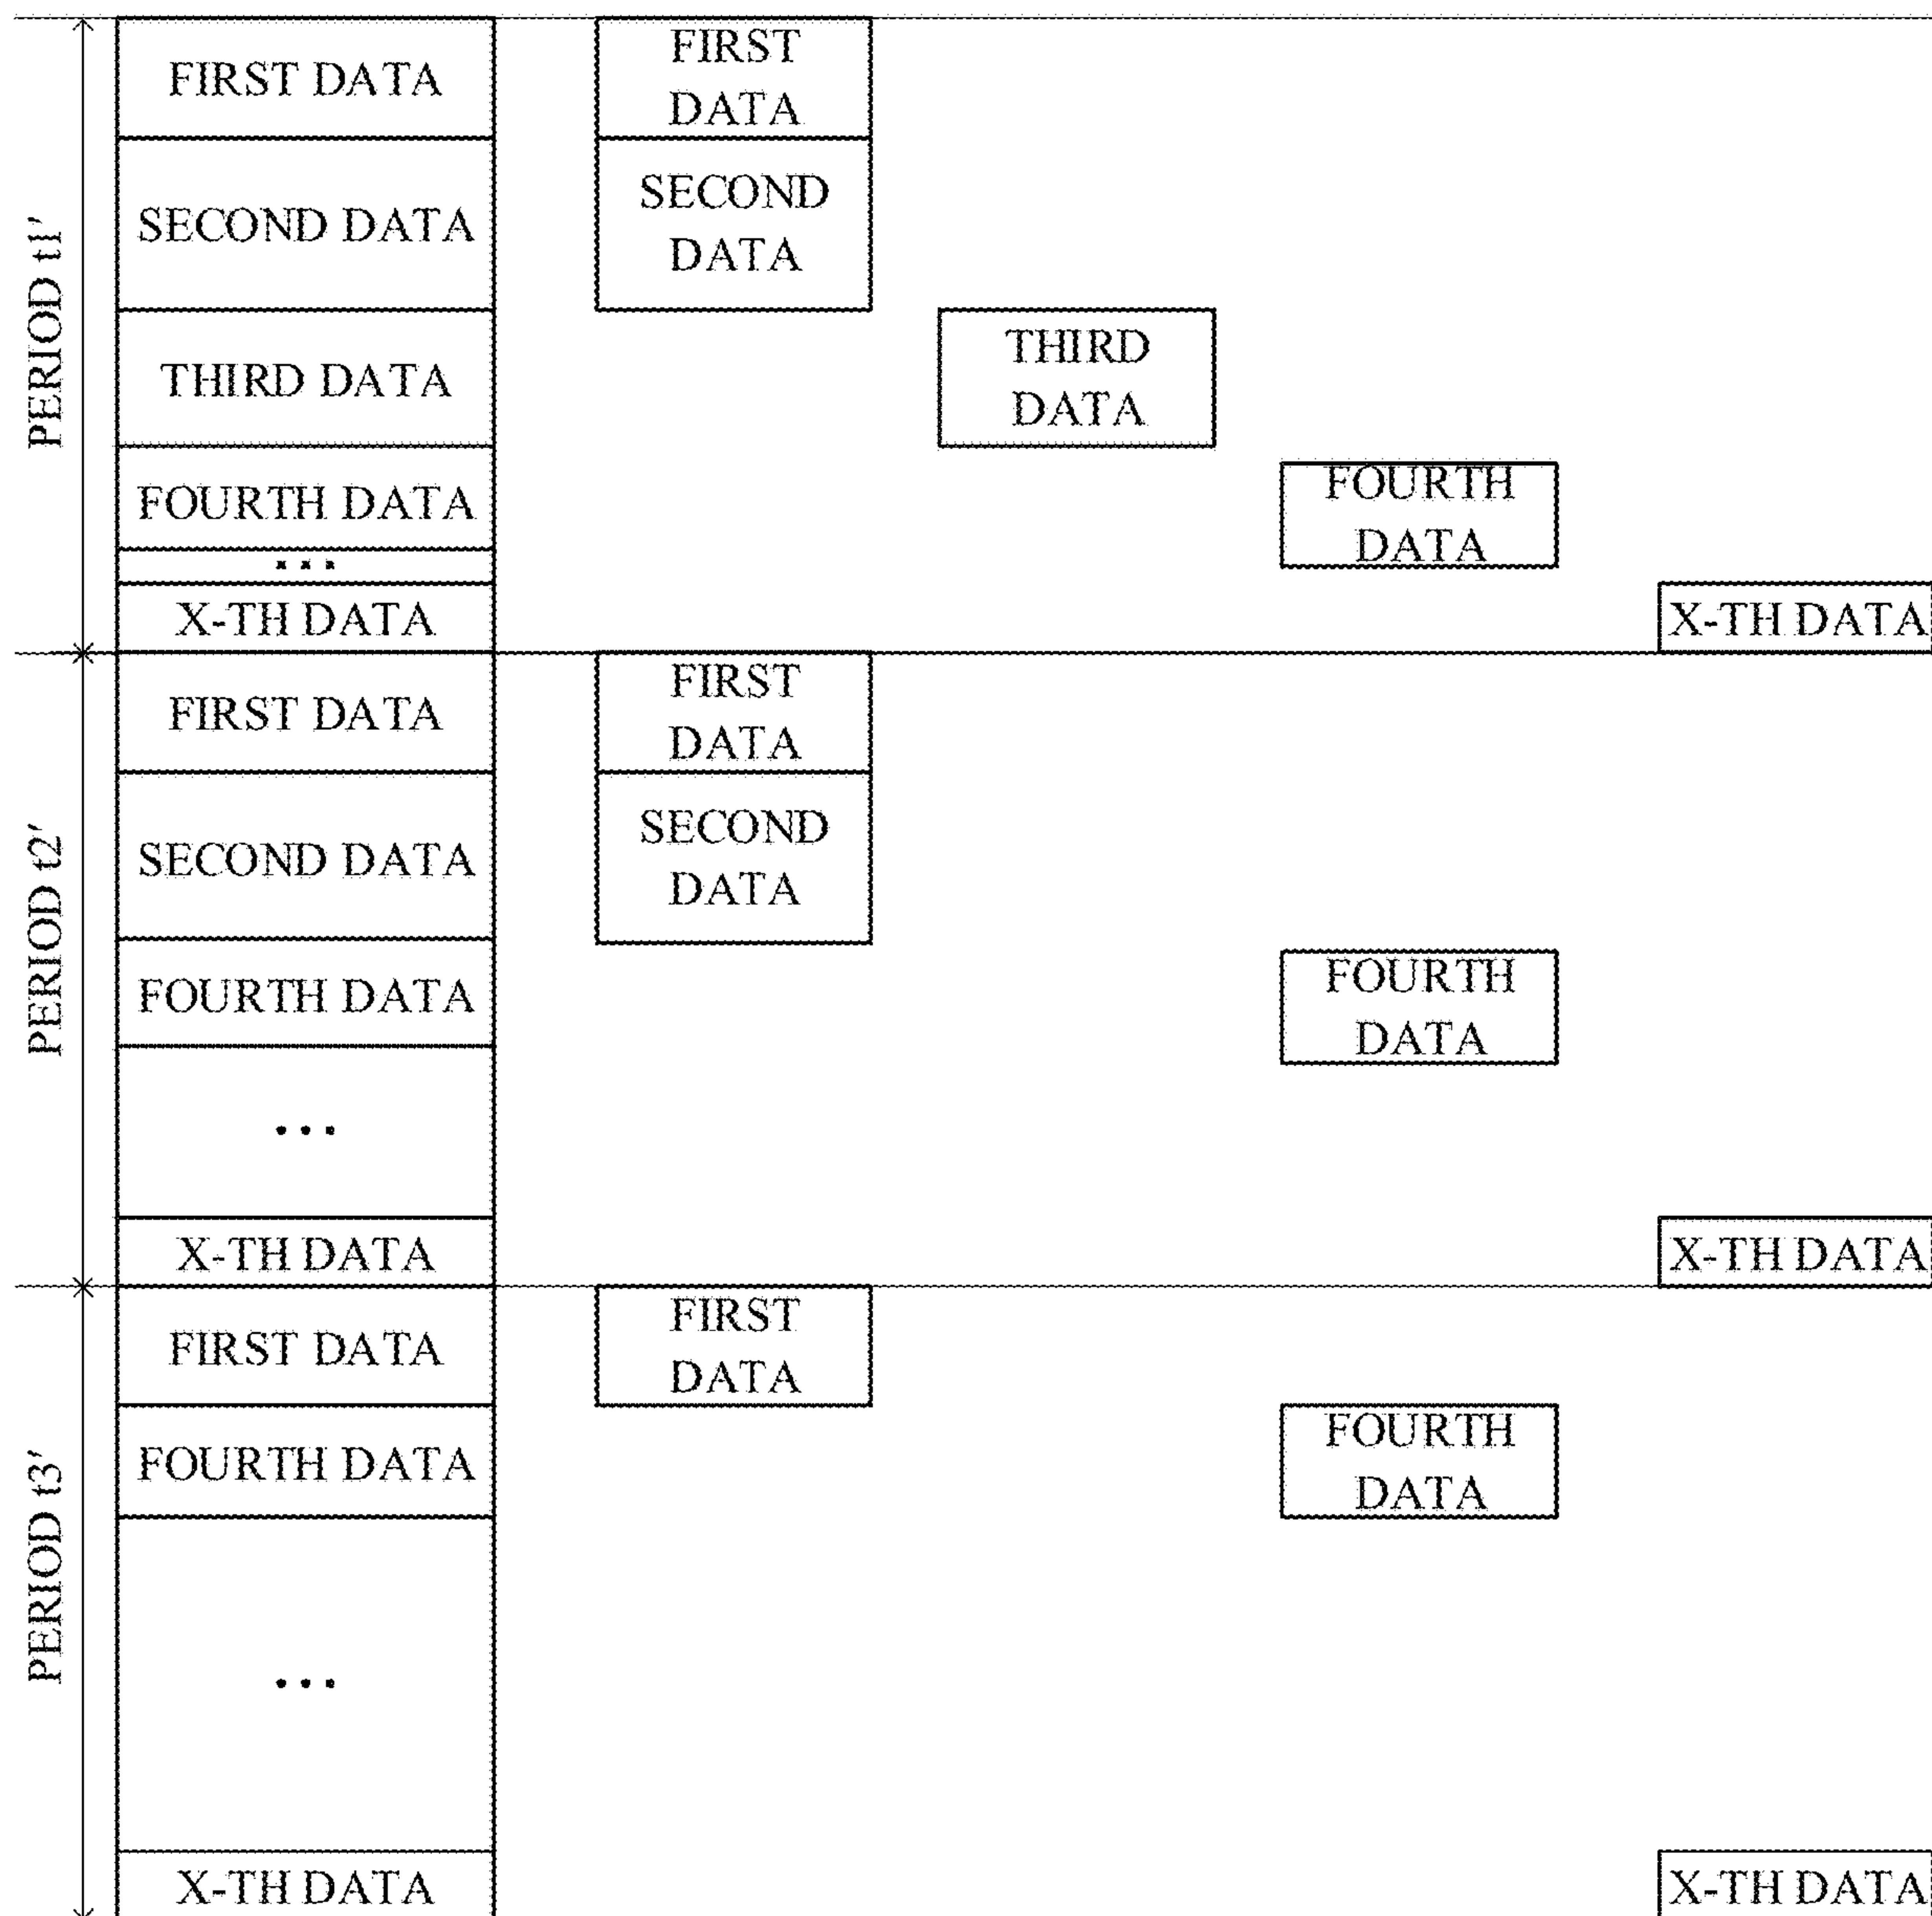 PERIOD t1'
FIRST DATA
SECOND DATA
THIRD DATA
FOURTH DATA
...
X-TH DATA
FIRST
DATA
SECOND
DATA
THIRD
DATA
FOURTH
DATA
X-TH DATA
PERIOD t2'
FIRST DATA
SECOND DATA
FOURTH DATA
...
X-TH DATA
FIRST
DATA
SECOND
DATA
FOURTH
DATA
X-TH DATA
PERIOD t3'
FIRST DATA
FOURTH DATA
...
X-TH DATA
FIRST
DATA
FOURTH
DATA
X-TH DATA